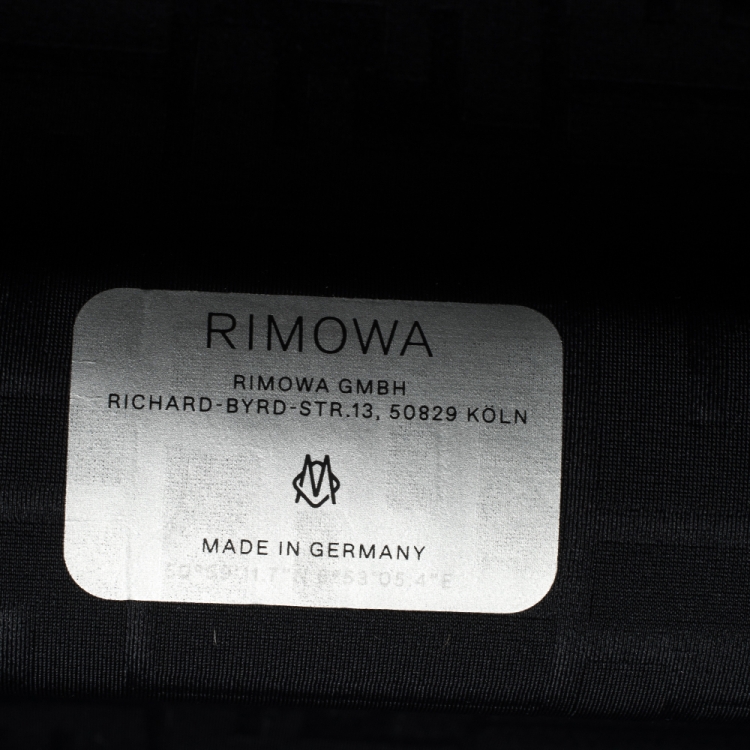 RIMOWA
RIMOWA GMBH
RICHARD-BYRD-STR.13, 50829 KÖLN
MADE IN GERMANY